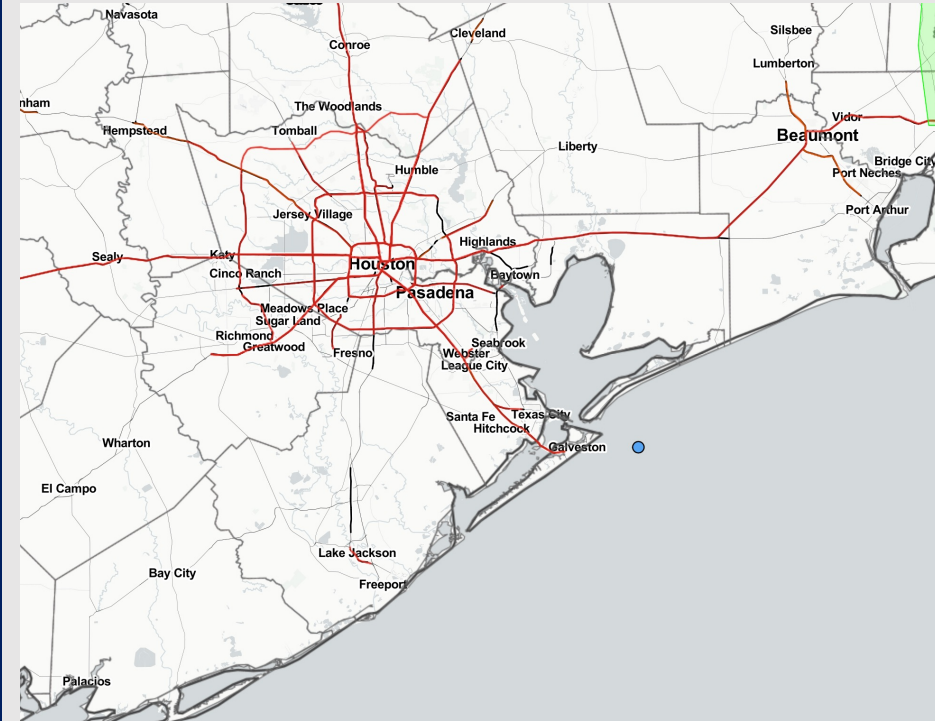 Navasota
Cleveland
Silsbee
Conroe
Lumberton
nham
The Woodlands
Hempstead
Tomball
Vidor
Beaumont
Liberty
Bridge City
Humble
Port Neches
Port Arthur
Jersey Village
Highlands
Katy
Sealy
Houston
Cinco Ranch
Baytown
Pasadena
Meadows Place
Sugar Land
Richmond
Greatwood
Seabrook
Fresno
Webster
League City
Santa Fe
Texas City
Hitchcock
Wharton
Galveston
El Campo
Lake Jackson
Bay City
Freeport
Palacios